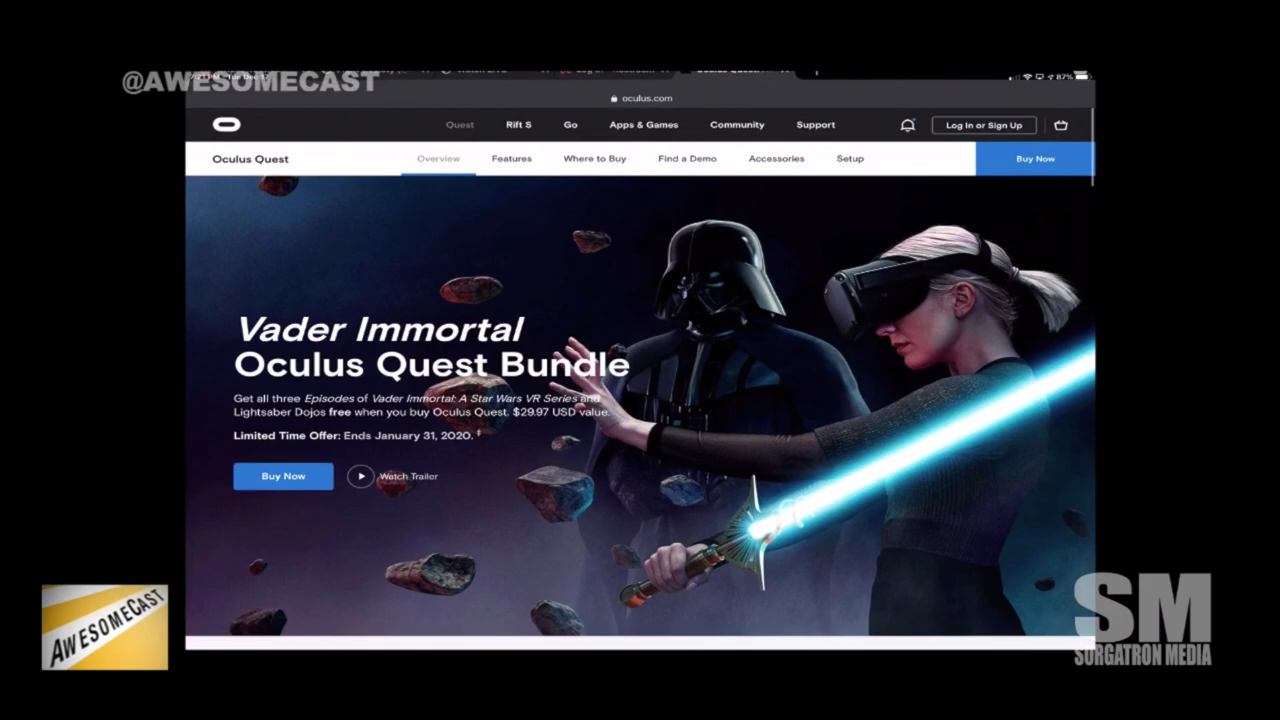 @AWESOMECAST
87%
oculus.com
Quest Rift S Go Apps & Games Community Support Log In or Sign Up
Oculus Quest Overview Features Where to Buy Find a Demo Accessories Setup Buy Now
Vader Immortal
Oculus Quest Bundle
Get all three Episodes of Vader Immortal: A Star Wars VR Series and
Lightsaber Dojos free when you buy Oculus Quest. $29.97 USD value.
Limited Time Offer: Ends January 31, 2020. ‡
Buy Now Watch Trailer
AWESOMECAST
SM
SORGATRON MEDIA